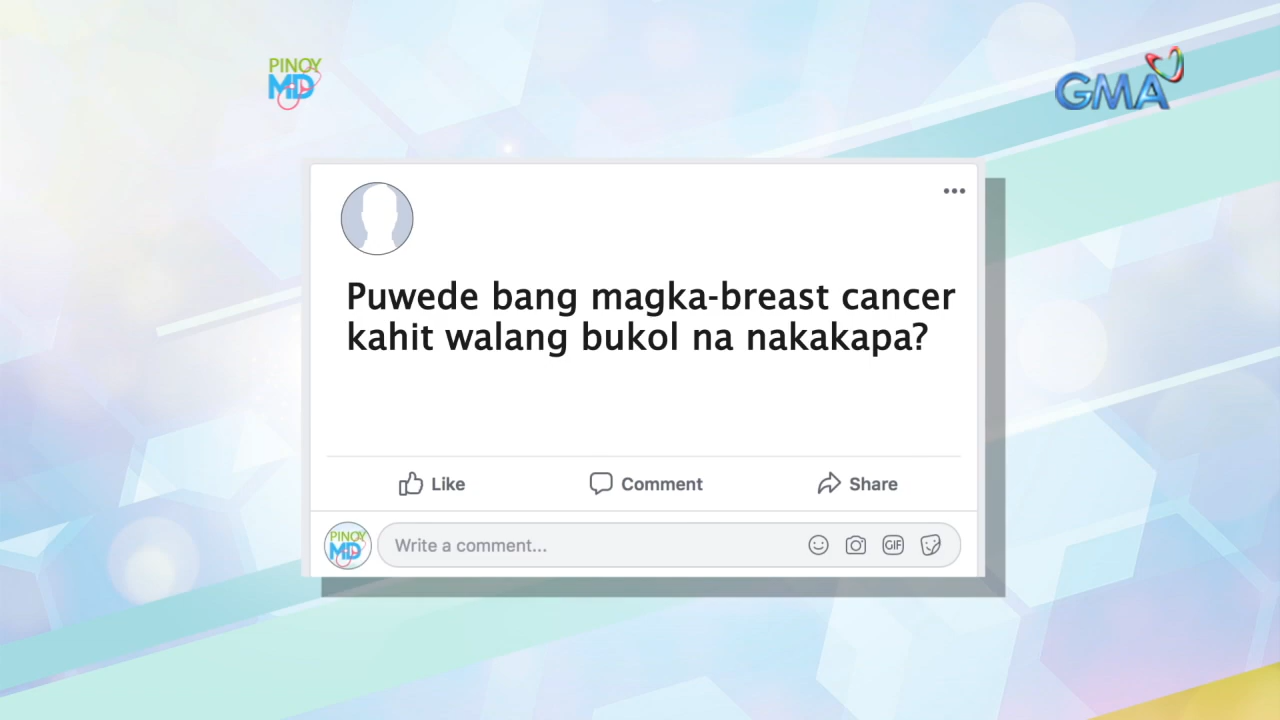 PINOY
MD
GMA
Puwede bang magka-breast cancer
kahit walang bukol na nakakapa?
Like
Comment
Share
PINOY
MD
Write a comment...
GIF